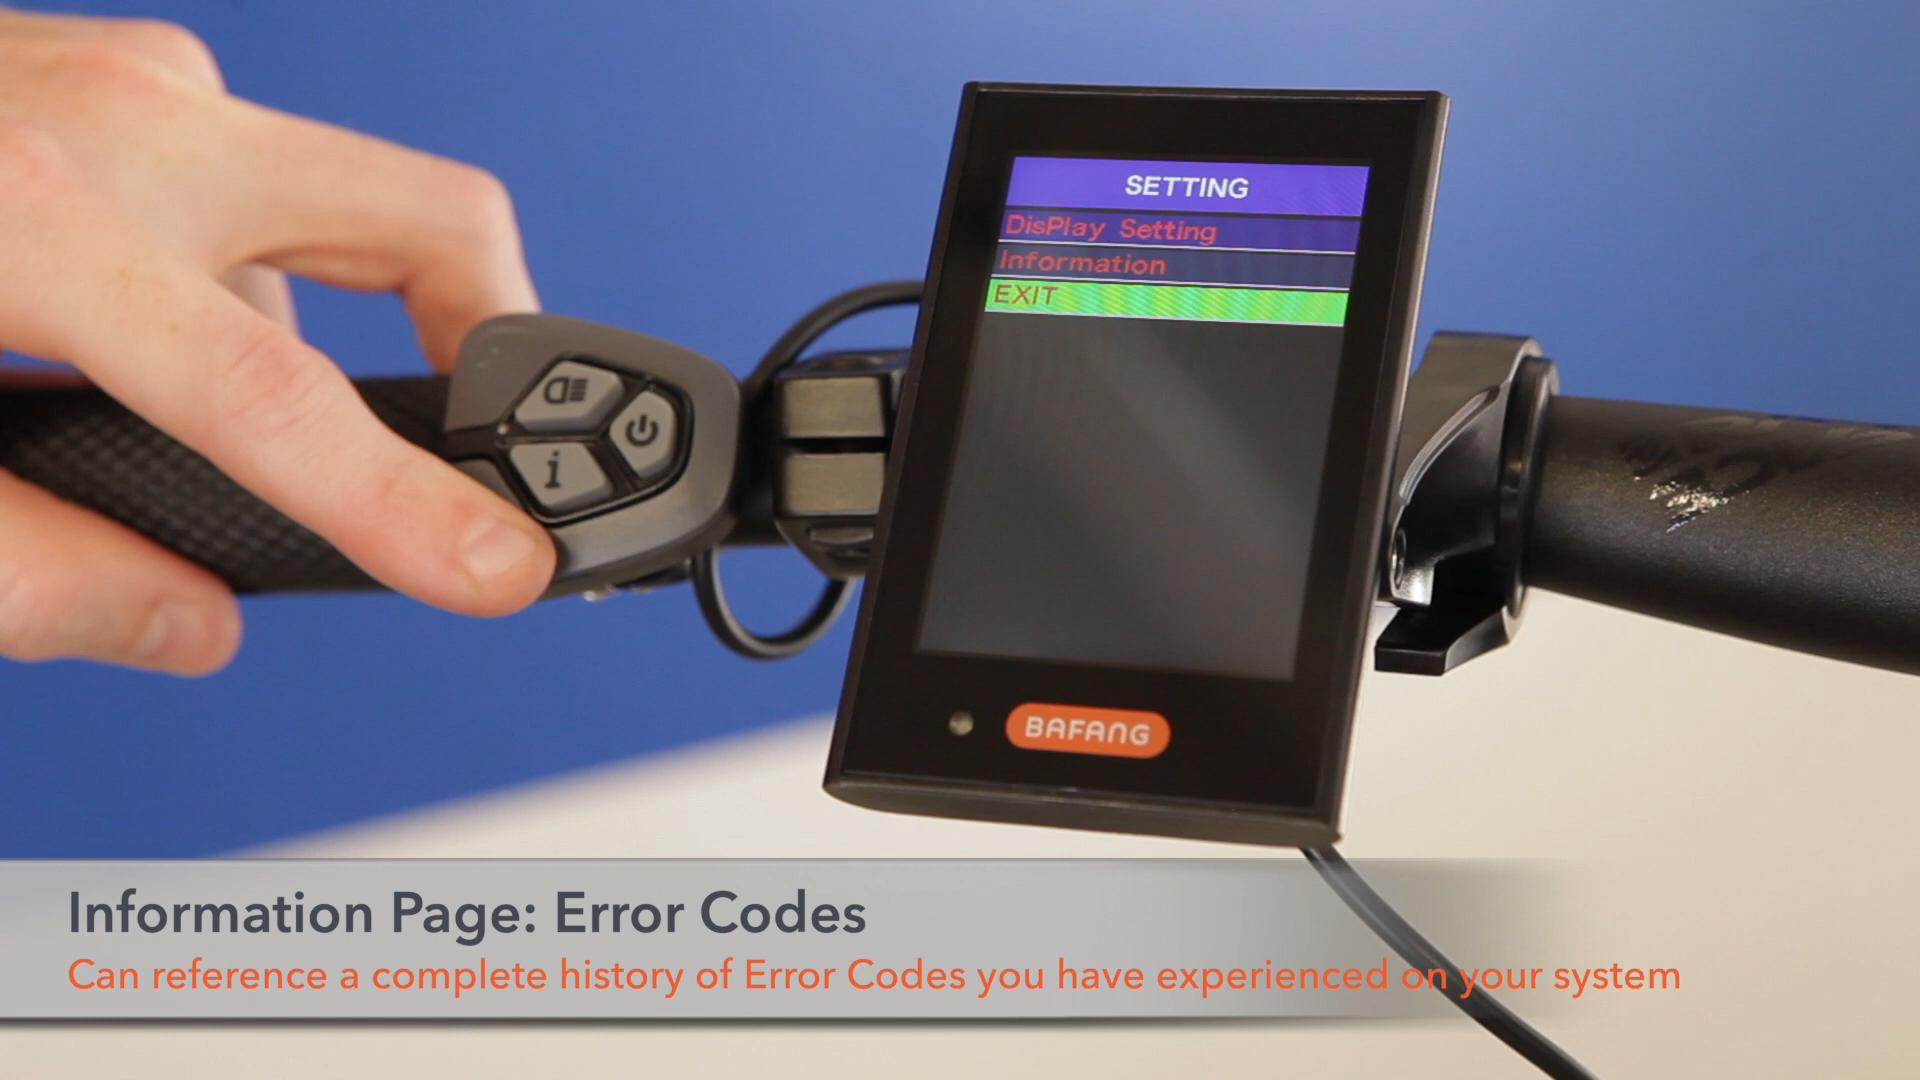 SETTING
DisPlay Setting
Information
EXIT
i
BAFANG
Information Page: Error Codes
Can reference a complete history of Error Codes you have experienced on your system